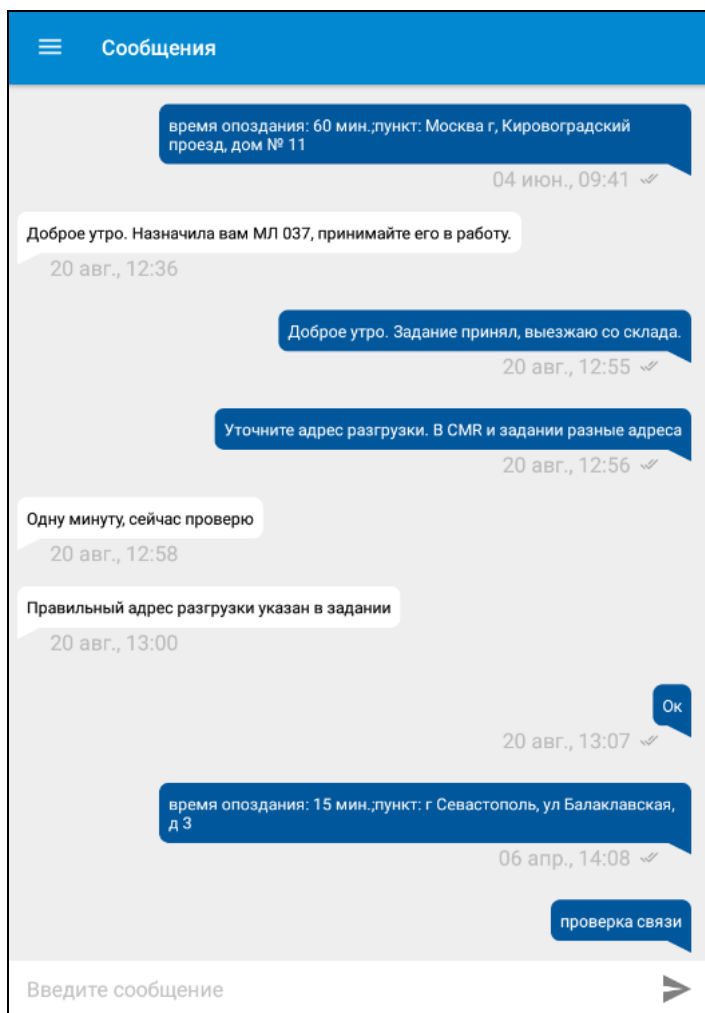 Сообщения
время опоздания: 60 мин.;пункт: Москва г, Кировоградский
проезд, дом № 11
04 июн., 09:41
Доброе утро. Назначила вам МЛ 037, принимайте его в работу.
20 авг., 12:36
Доброе утро. Задание принял, выезжаю со склада.
20 авг., 12:55
Уточните адрес разгрузки. В CMR и задании разные адреса
20 авг., 12:56
Одну минуту, сейчас проверю
20 авг., 12:58
Правильный адрес разгрузки указан в задании
20 авг., 13:00
Ок
20 авг., 13:07
время опоздания: 15 мин.;пункт: г Севастополь, ул Балаклавская,
д 3
06 апр., 14:08
проверка связи
Введите сообщение